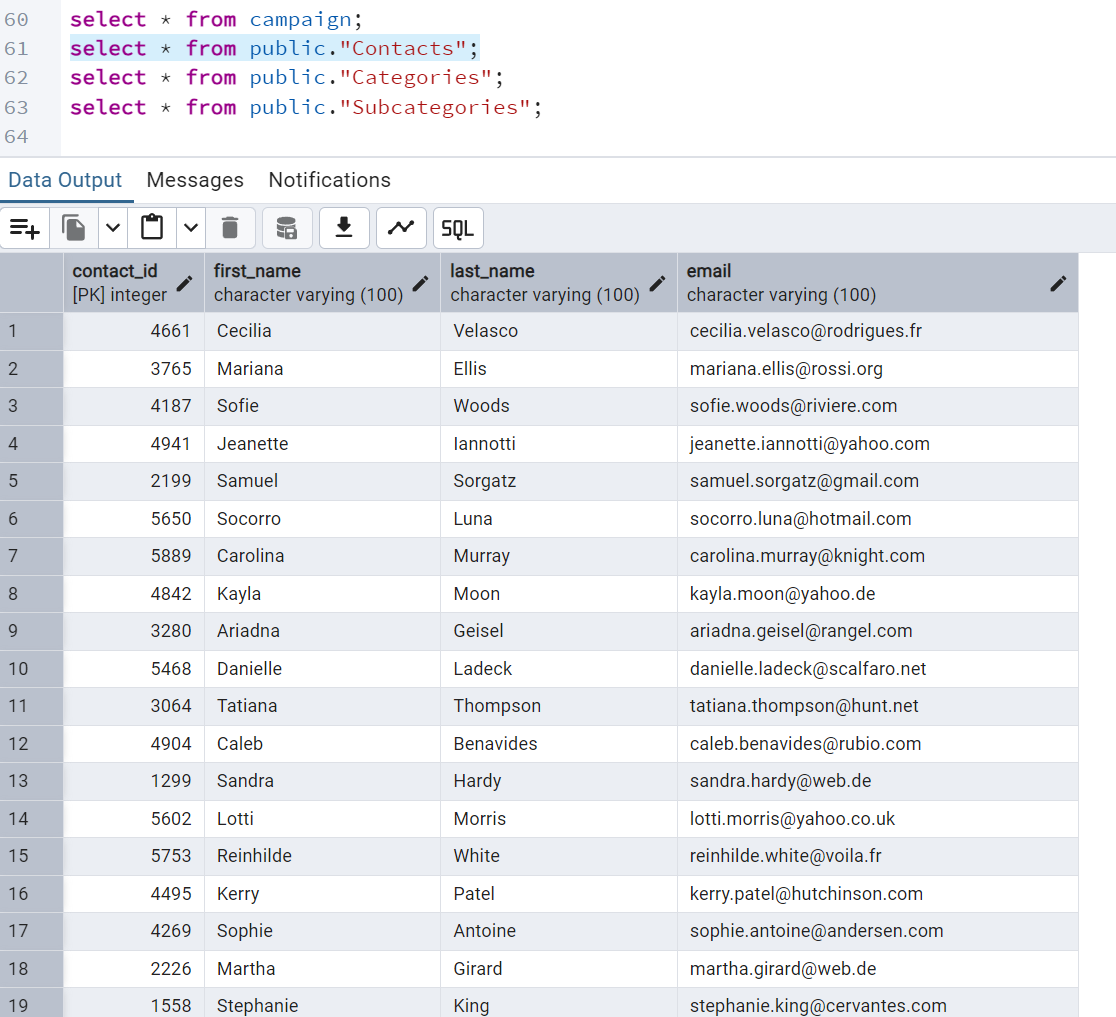 60 select * from campaign;
61 select * from public."Contacts";
62 select * from public."Categories";
63 select * from public."Subcategories";
64
Data Output Messages Notifications
SQL
contact_id first_name last_name email
[PK] integer character varying (100) character varying (100) character varying (100)
1 4661 Cecilia Velasco cecilia.velasco@rodrigues.fr
2 3765 Mariana Ellis mariana.ellis@rossi.org
3 4187 Sofie Woods sofie.woods@riviere.com
4 4941 Jeanette Iannotti jeanette.iannotti@yahoo.com
5 2199 Samuel Sorgatz samuel.sorgatz@gmail.com
6 5650 Socorro Luna socorro.luna@hotmail.com
7 5889 Carolina Murray carolina.murray@knight.com
8 4842 Kayla Moon kayla.moon@yahoo.de
9 3280 Ariadna Geisel ariadna.geisel@rangel.com
10 5468 Danielle Ladeck danielle.ladeck@scalfaro.net
11 3064 Tatiana Thompson tatiana.thompson@hunt.net
12 4904 Caleb Benavides caleb.benavides@rubio.com
13 1299 Sandra Hardy sandra.hardy@web.de
14 5602 Lotti Morris lotti.morris@yahoo.co.uk
15 5753 Reinhilde White reinhilde.white@voila.fr
16 4495 Kerry Patel kerry.patel@hutchinson.com
17 4269 Sophie Antoine sophie.antoine@andersen.com
18 2226 Martha Girard martha.girard@web.de
19 1558 Stephanie King stephanie.king@cervantes.com